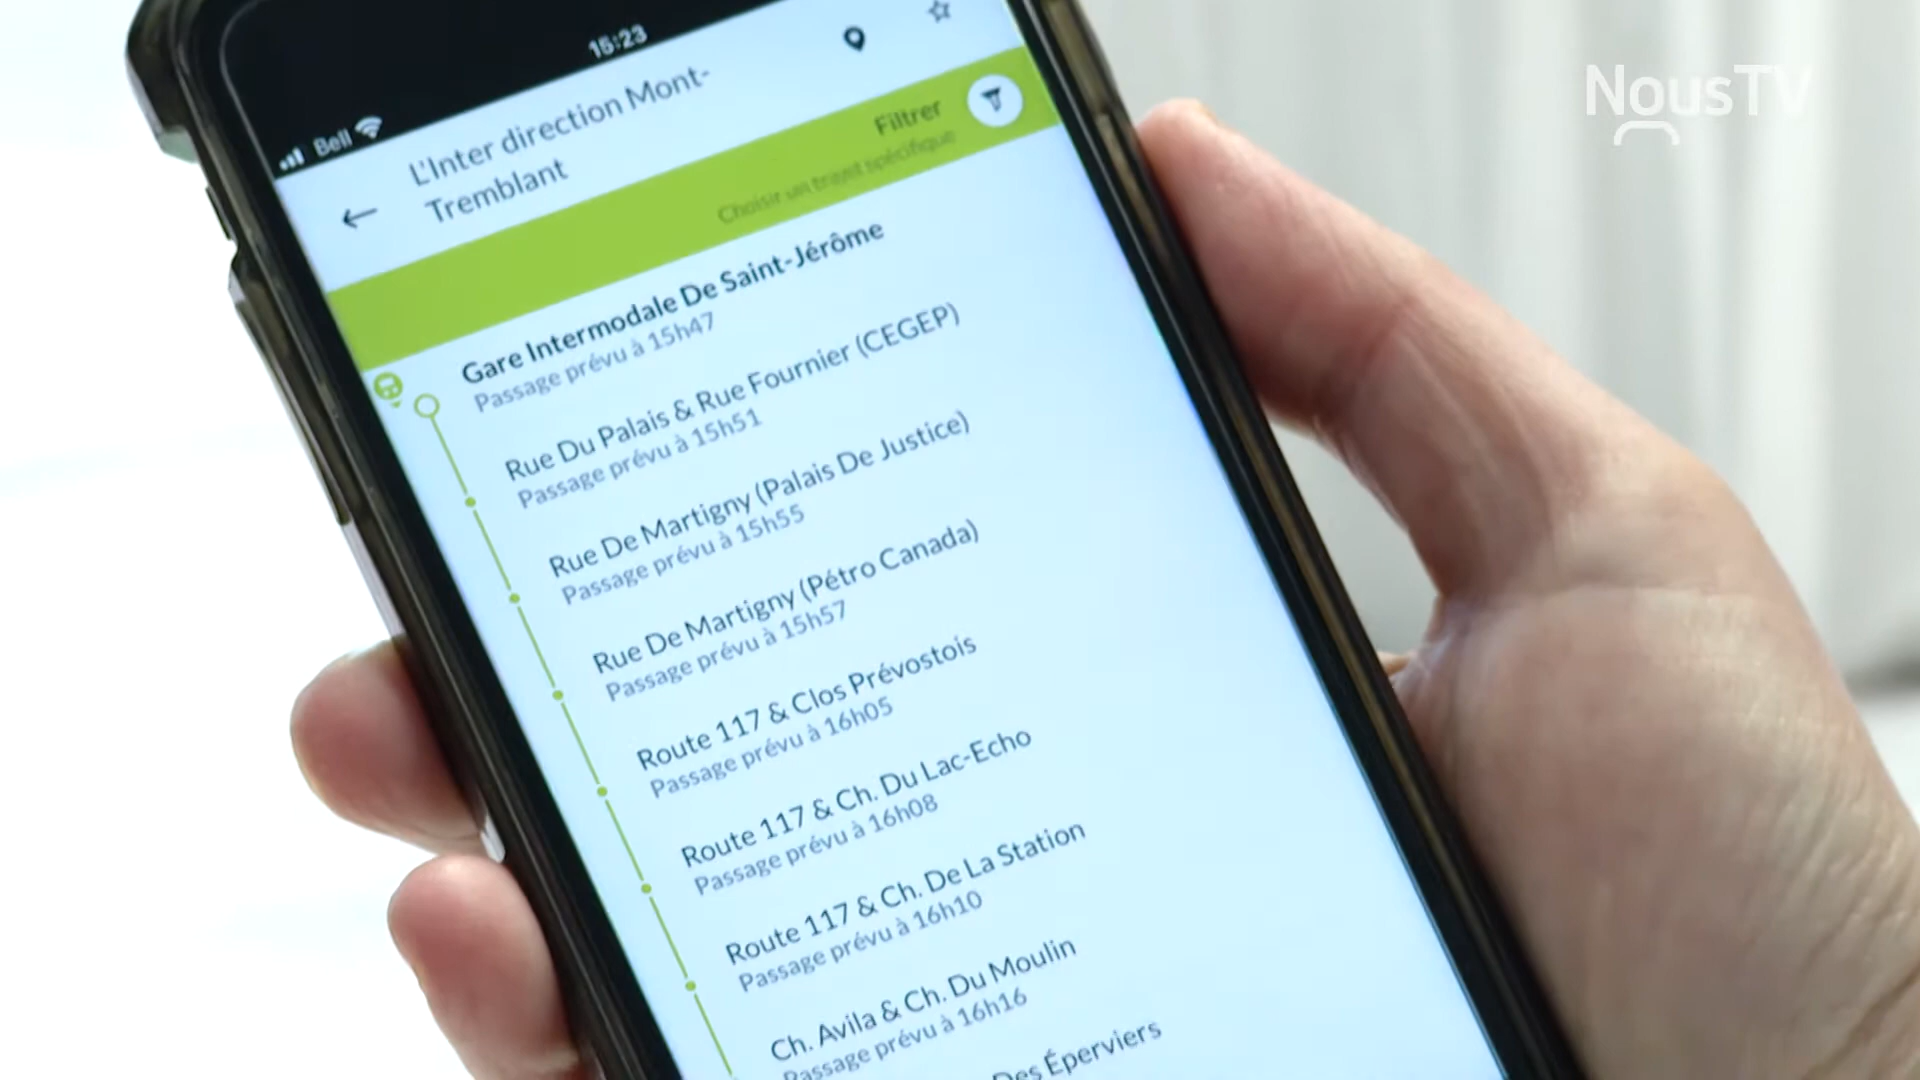 NousTV
15:23
Bell
L'Inter direction Mont-
Tremblant
Filtrer
Choisir un trajet spécifique
Gare Intermodale De Saint-Jérôme
Passage prévu à 15h47
Rue Du Palais & Rue Fournier (CEGEP)
Passage prévu à 15h51
Rue De Martigny (Palais De Justice)
Passage prévu à 15h55
Rue De Martigny (Pétro Canada)
Passage prévu à 15h57
Route 117 & Clos Prévostois
Passage prévu à 16h05
Route 117 & Ch. Du Lac-Echo
Passage prévu à 16h08
Route 117 & Ch. De La Station
Passage prévu à 16h10
Ch. Avila & Ch. Du Moulin
Passage prévu à 16h16
Des Éperviers